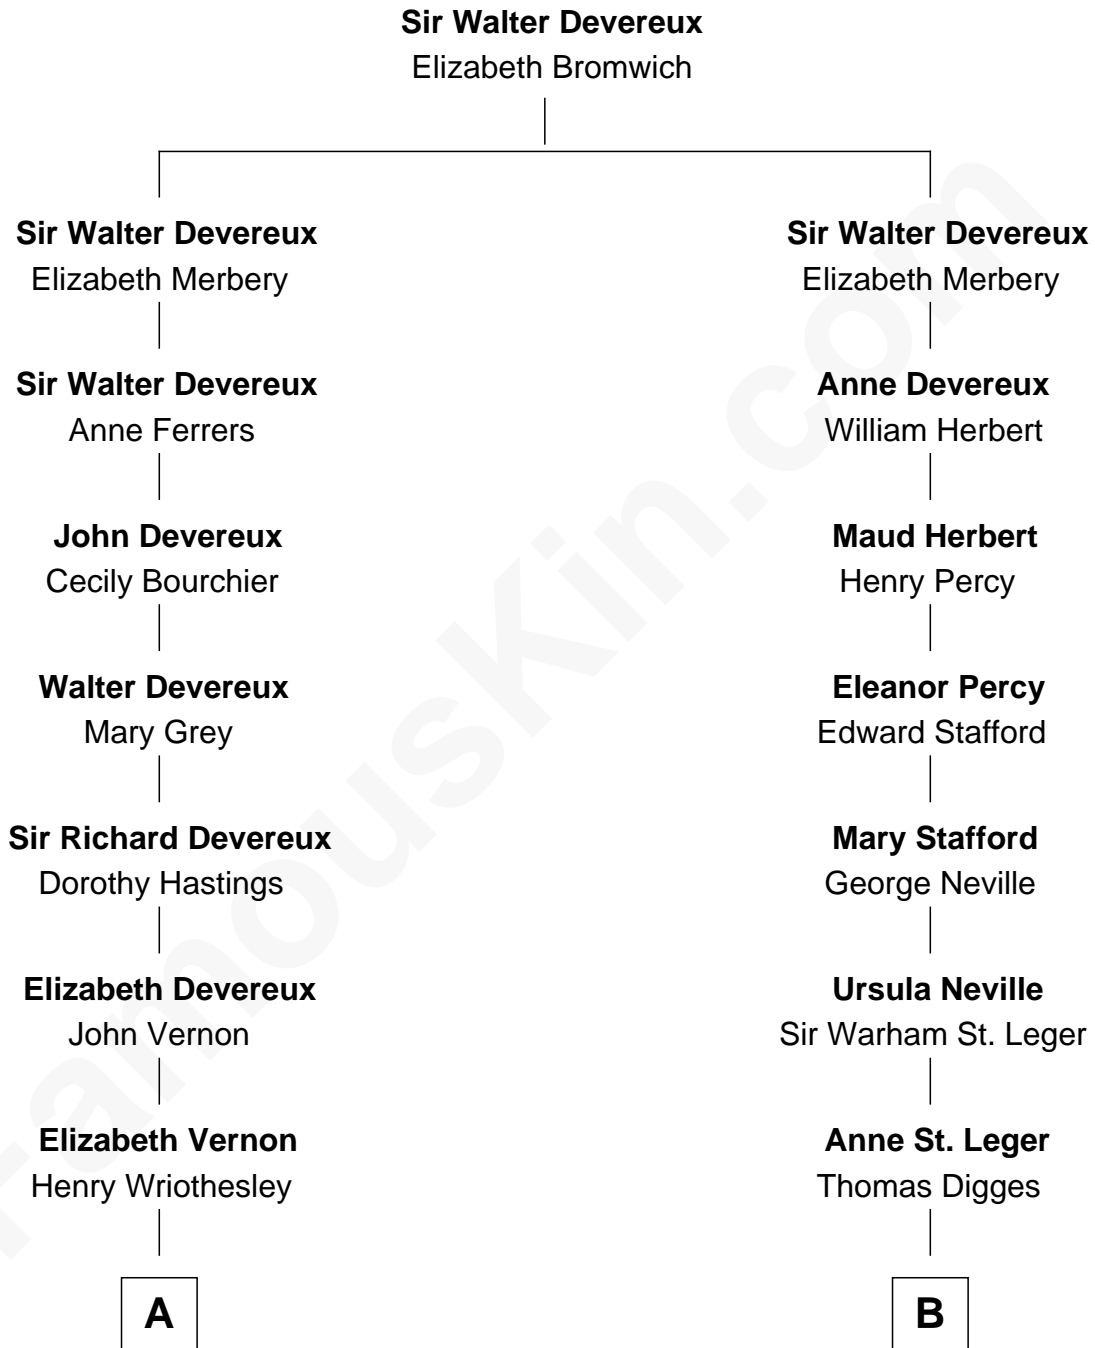 Sir Walter Devereux
Elizabeth Bromwich
Sir Walter Devereux
Elizabeth Merbery
Sir Walter Devereux
Anne Ferrers
John Devereux
Cecily Bourchier
Walter Devereux
Mary Grey
Sir Richard Devereux
Dorothy Hastings
Elizabeth Devereux
John Vernon
Elizabeth Vernon
Henry Wriothesley
A
Sir Walter Devereux
Elizabeth Merbery
Anne Devereux
William Herbert
Maud Herbert
Henry Percy
Eleanor Percy
Edward Stafford
Mary Stafford
George Neville
Ursula Neville
Sir Warham St. Leger
Anne St. Leger
Thomas Digges
B
FamousKin.com